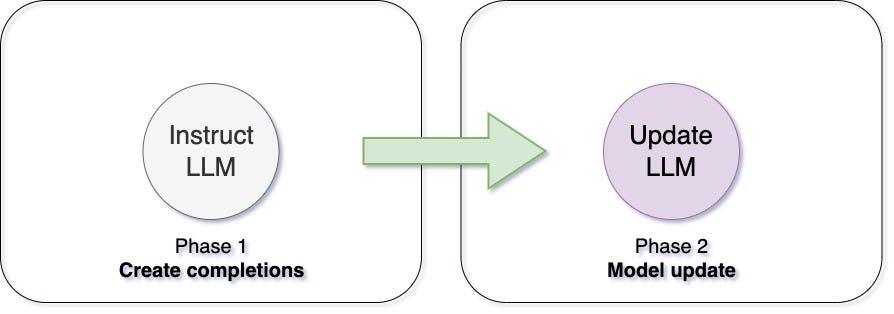 Instruct
LLM
Phase 1
Create completions
Update
LLM
Phase 2
Model update